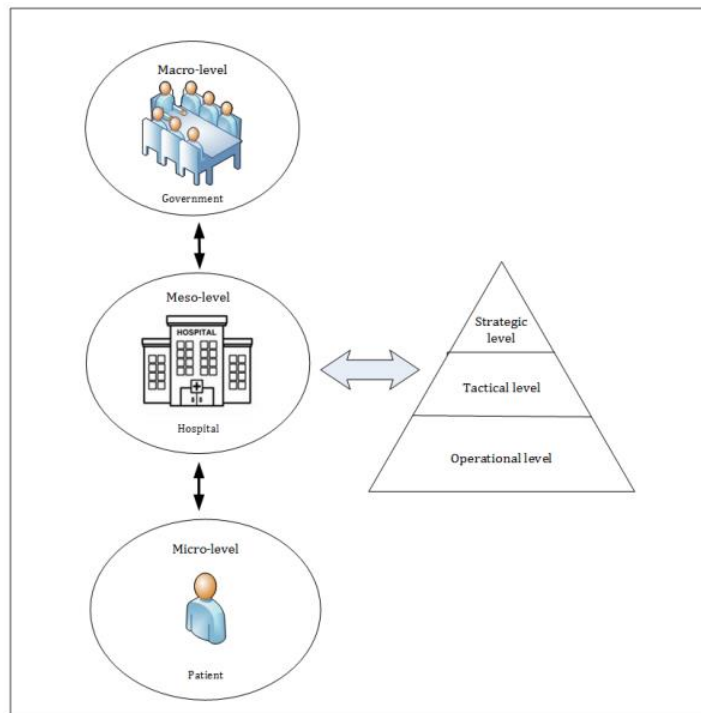 Macro-level
Government
Meso-level
HOSPITAL
Hospital
Strategic
level
Tactical level
Operational level
Micro-level
Patient